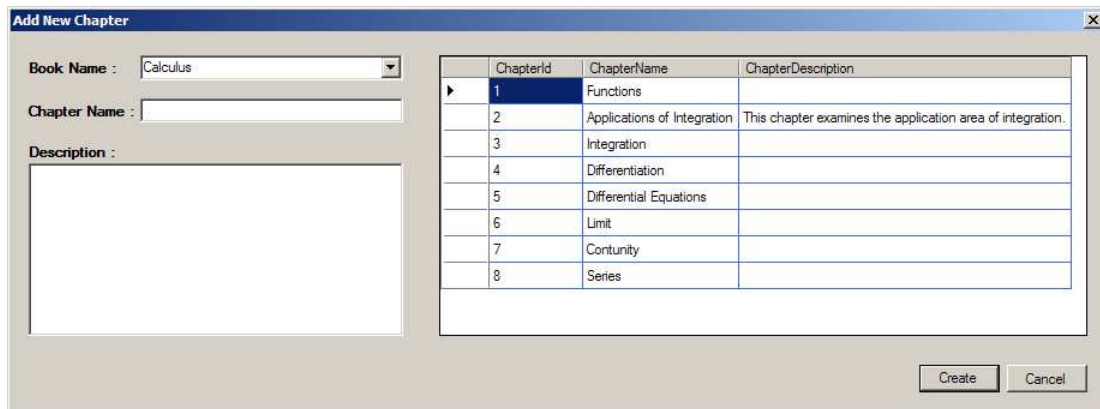 Add New Chapter
Book Name :
Calculus
Chapter Name :
Description :
ChapterId ChapterName ChapterDescription
1 Functions
2 Applications of Integration This chapter examines the application area of integration.
3 Integration
4 Differentiation
5 Differential Equations
6 Limit
7 Contunity
8 Series
Create Cancel